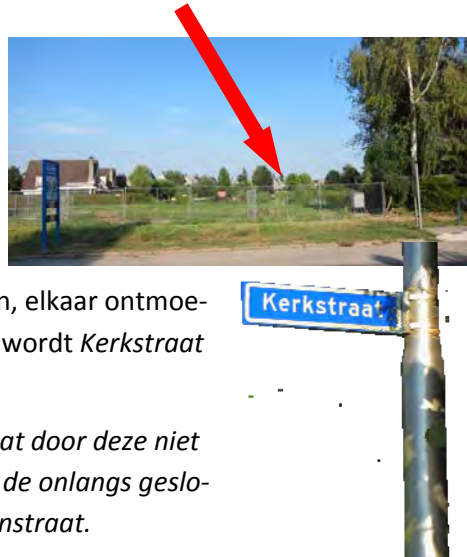 n, elkaar ontmoe-
wordt Kerkstraat
Kerkstraat
at door deze niet
de onlangs geslo-
nstraat.